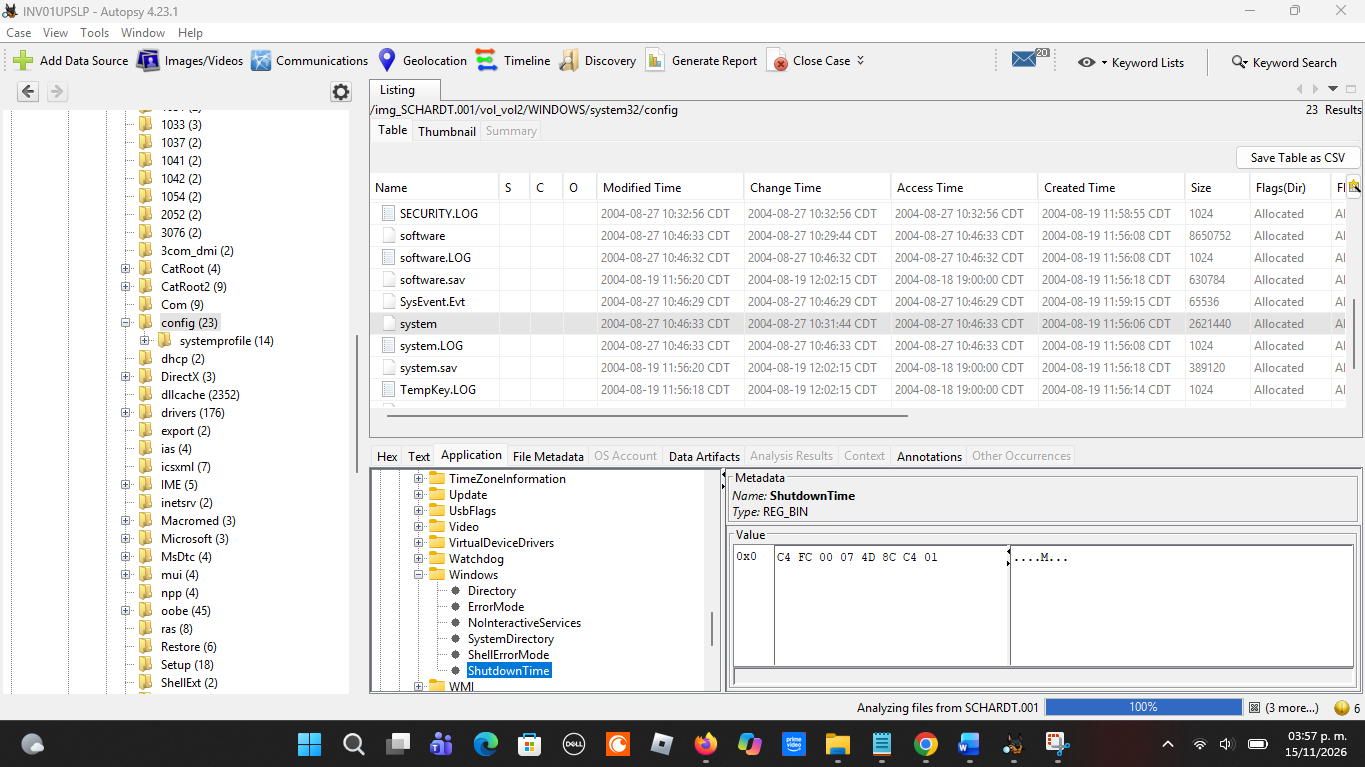 INV01UPSLP - Autopsy 4.23.1
Case View Tools Window Help
Add Data Source Images/Videos Communications Geolocation Timeline Discovery Generate Report Close Case 20 Keyword Lists Keyword Search
Listing
/img_SCHARDT.001/vol_vol2/WINDOWS/system32/config 23 Results
Table Thumbnail Summary
Save Table as CSV
Name S C O Modified Time Change Time Access Time Created Time Size Flags(Dir) Fl
SECURITY.LOG 2004-08-27 10:32:56 CDT 2004-08-27 10:32:56 CDT 2004-08-27 10:32:56 CDT 2004-08-19 11:58:55 CDT 1024 Allocated Al
software 2004-08-27 10:46:33 CDT 2004-08-27 10:29:44 CDT 2004-08-27 10:46:33 CDT 2004-08-19 11:56:08 CDT 8650752 Allocated Al
software.LOG 2004-08-27 10:46:32 CDT 2004-08-27 10:46:32 CDT 2004-08-27 10:46:32 CDT 2004-08-19 11:56:08 CDT 1024 Allocated Al
software.sav 2004-08-19 11:56:20 CDT 2004-08-19 12:02:15 CDT 2004-08-18 19:00:00 CDT 2004-08-19 11:56:18 CDT 630784 Allocated Al
SysEvent.Evt 2004-08-27 10:46:29 CDT 2004-08-27 10:46:29 CDT 2004-08-27 10:46:29 CDT 2004-08-19 11:59:15 CDT 65536 Allocated Al
system 2004-08-27 10:46:33 CDT 2004-08-27 10:31:44 CDT 2004-08-27 10:46:33 CDT 2004-08-19 11:56:06 CDT 2621440 Allocated Al
system.LOG 2004-08-27 10:46:33 CDT 2004-08-27 10:46:33 CDT 2004-08-27 10:46:33 CDT 2004-08-19 11:56:08 CDT 1024 Allocated Al
system.sav 2004-08-19 11:56:20 CDT 2004-08-19 12:02:15 CDT 2004-08-18 19:00:00 CDT 2004-08-19 11:56:18 CDT 389120 Allocated Al
TempKey.LOG 2004-08-19 11:56:18 CDT 2004-08-19 12:02:15 CDT 2004-08-18 19:00:00 CDT 2004-08-19 11:56:14 CDT 1024 Allocated Al
1033 (3)
1037 (2)
1041 (2)
1042 (2)
1054 (2)
2052 (2)
3076 (2)
3com_dmi (2)
CatRoot (4)
CatRoot2 (9)
Com (9)
config (23)
systemprofile (14)
dhcp (2)
DirectX (3)
dllcache (2352)
drivers (176)
export (2)
ias (4)
icsxml (7)
IME (5)
inetsrv (2)
Macromed (3)
Microsoft (3)
MsDtc (4)
mui (4)
npp (4)
oobe (45)
ras (8)
Restore (6)
Setup (18)
ShellExt (2)
Hex Text Application File Metadata OS Account Data Artifacts Analysis Results Context Annotations Other Occurrences
TimeZoneInformation
Update
UsbFlags
Video
VirtualDeviceDrivers
Watchdog
Windows
Directory
ErrorMode
NoInteractiveServices
SystemDirectory
ShellErrorMode
ShutdownTime
WMI
Metadata
Name: ShutdownTime
Type: REG_BIN
Value
0x0 C4 FC 00 07 4D 8C C4 01 ....M...
Analyzing files from SCHARDT.001 100% (3 more...) 6
DELL
prime video
03:57 p. m.
15/11/2026